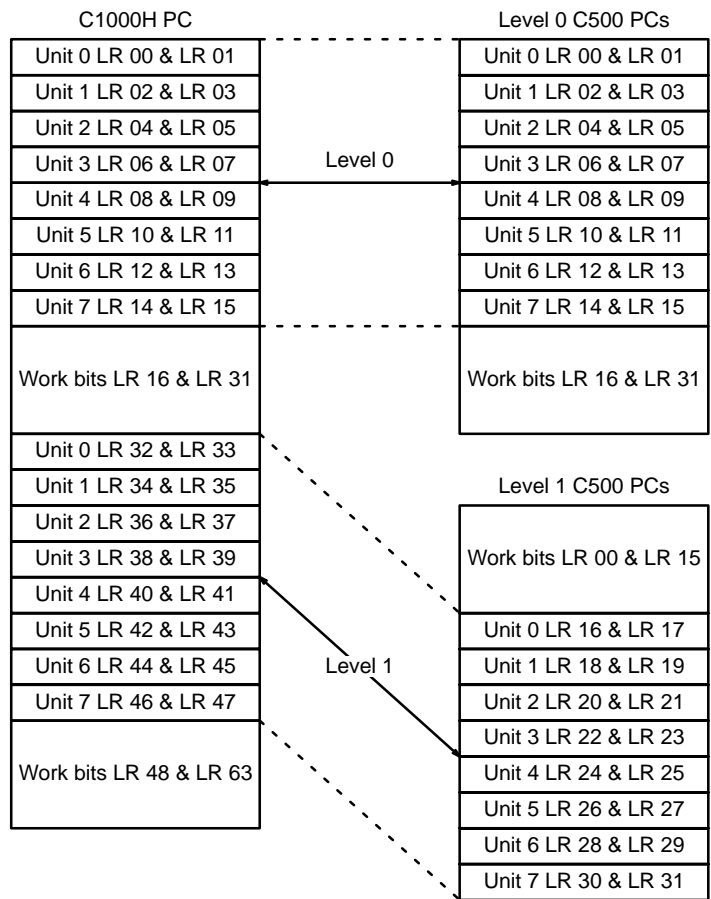 C1000H PC
Unit 0 LR 00 & LR 01
Unit 1 LR 02 & LR 03
Unit 2 LR 04 & LR 05
Unit 3 LR 06 & LR 07
Unit 4 LR 08 & LR 09
Unit 5 LR 10 & LR 11
Unit 6 LR 12 & LR 13
Unit 7 LR 14 & LR 15
Work bits LR 16 & LR 31
Unit 0 LR 32 & LR 33
Unit 1 LR 34 & LR 35
Unit 2 LR 36 & LR 37
Unit 3 LR 38 & LR 39
Unit 4 LR 40 & LR 41
Unit 5 LR 42 & LR 43
Unit 6 LR 44 & LR 45
Unit 7 LR 46 & LR 47
Work bits LR 48 & LR 63
Level 0
Level 1
Level 0 C500 PCs
Unit 0 LR 00 & LR 01
Unit 1 LR 02 & LR 03
Unit 2 LR 04 & LR 05
Unit 3 LR 06 & LR 07
Unit 4 LR 08 & LR 09
Unit 5 LR 10 & LR 11
Unit 6 LR 12 & LR 13
Unit 7 LR 14 & LR 15
Work bits LR 16 & LR 31
Level 1 C500 PCs
Work bits LR 00 & LR 15
Unit 0 LR 16 & LR 17
Unit 1 LR 18 & LR 19
Unit 2 LR 20 & LR 21
Unit 3 LR 22 & LR 23
Unit 4 LR 24 & LR 25
Unit 5 LR 26 & LR 27
Unit 6 LR 28 & LR 29
Unit 7 LR 30 & LR 31